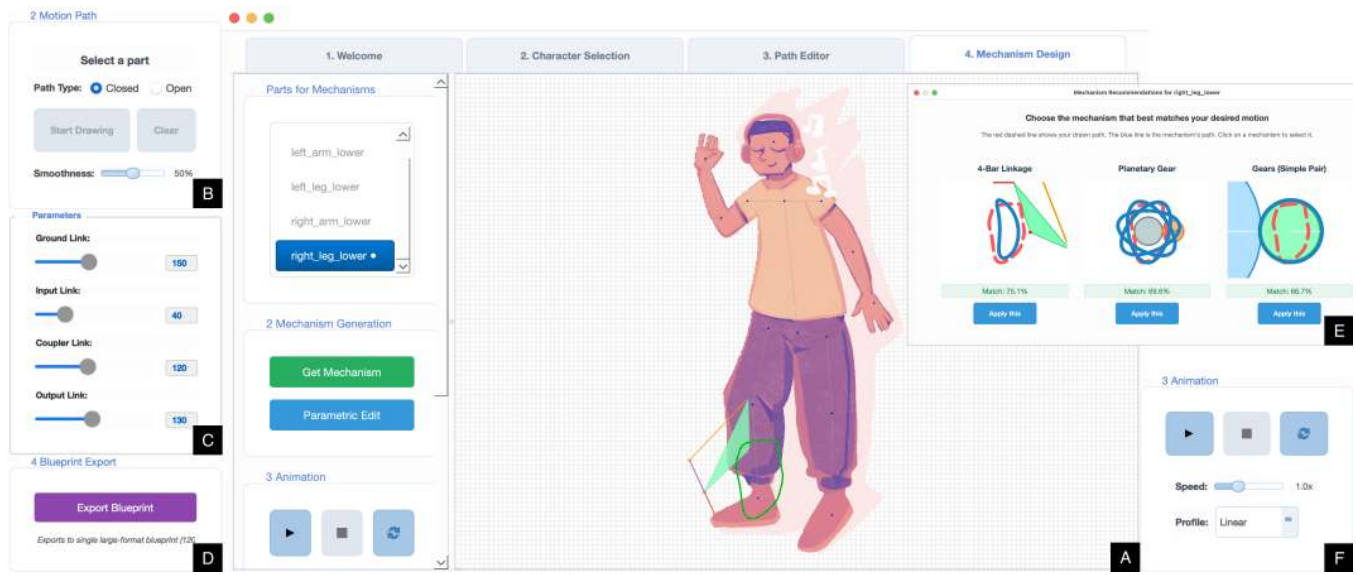 2 Motion Path
Select a part
Path Type: Closed Open
Start Drawing Clear
Smoothness: 50%
B
Parameters
Ground Link:
150
Input Link:
40
Coupler Link:
120
Output Link:
130
C
4 Blueprint Export
Export Blueprint
Exports to single large-format blueprint (120
D
1. Welcome
2. Character Selection
3. Path Editor
4. Mechanism Design
Parts for Mechanisms
left_arm_lower
left_leg_lower
right_arm_lower
right_leg_lower •
2 Mechanism Generation
Get Mechanism
Parametric Edit
3 Animation
A
Mechanism Recommendations for right_leg_lower
Choose the mechanism that best matches your desired motion
The red dashed line shows your drawn path. The blue line is the mechanism's path. Click on a mechanism to select it.
4-Bar Linkage
Planetary Gear
Gears (Simple Pair)
Match: 75.1%
Match: 69.6%
Match: 66.7%
Apply this
Apply this
Apply this
E
3 Animation
Speed: 1.0x
Profile: Linear
F